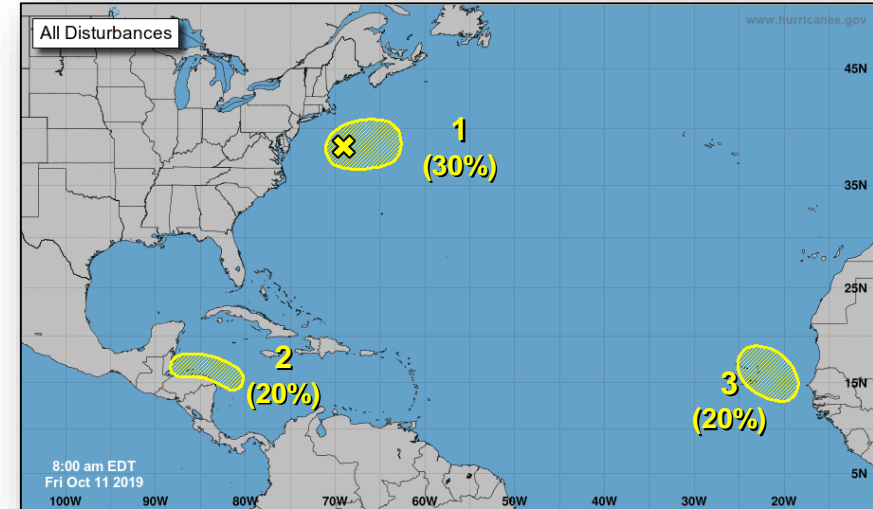 All Disturbances
www.hurricanes.gov
45N
1
(30%)
35N
25N
2
(20%)
3
(20%)
15N
8:00 am EDT
Fri Oct 11 2019
5N
100W 90W 80W 70W 60W 50W 40W 30W 20W